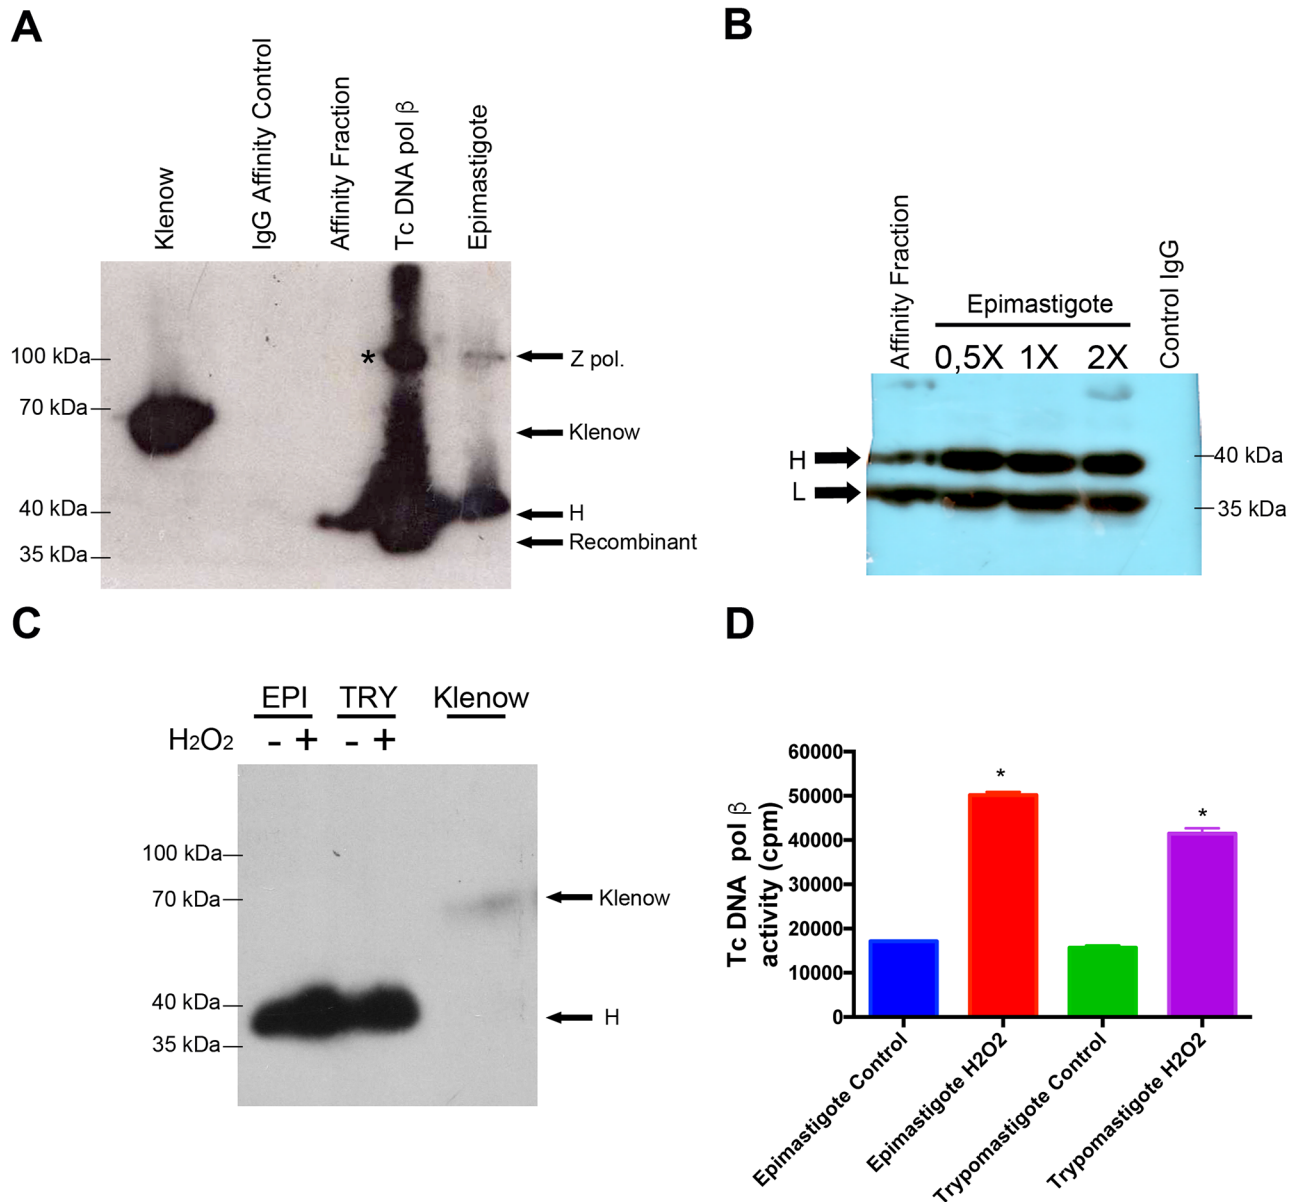 A
Klenow
IgG Affinity Control
Affinity Fraction
Tc DNA pol β
Epimastigote
100 kDa
70 kDa
40 kDa
35 kDa
*
Z pol.
Klenow
H
Recombinant
B
Affinity Fraction
Epimastigote
0,5X 1X 2X
Control IgG
H
L
40 kDa
35 kDa
C
EPI TRY Klenow
H2O2 - + - +
100 kDa
70 kDa
40 kDa
35 kDa
Klenow
H
D
Tc DNA pol β
activity (cpm)
60000
50000
40000
30000
20000
10000
0
*
*
Epimastigote Control
Epimastigote H2O2
Trypomastigote Control
Trypomastigote H2O2